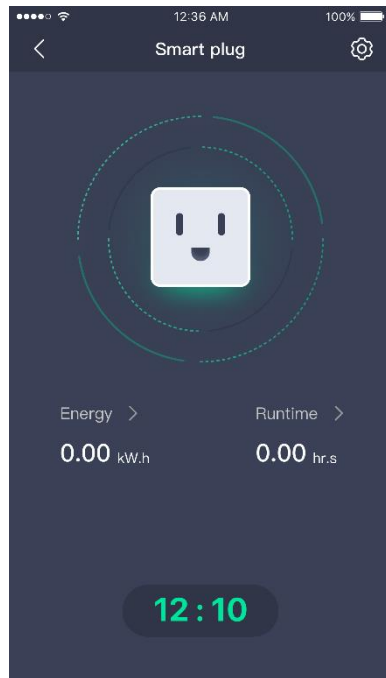 12:36 AM 100%
Smart plug
Energy > Runtime >
0.00 kW.h 0.00 hr.s
12 : 10